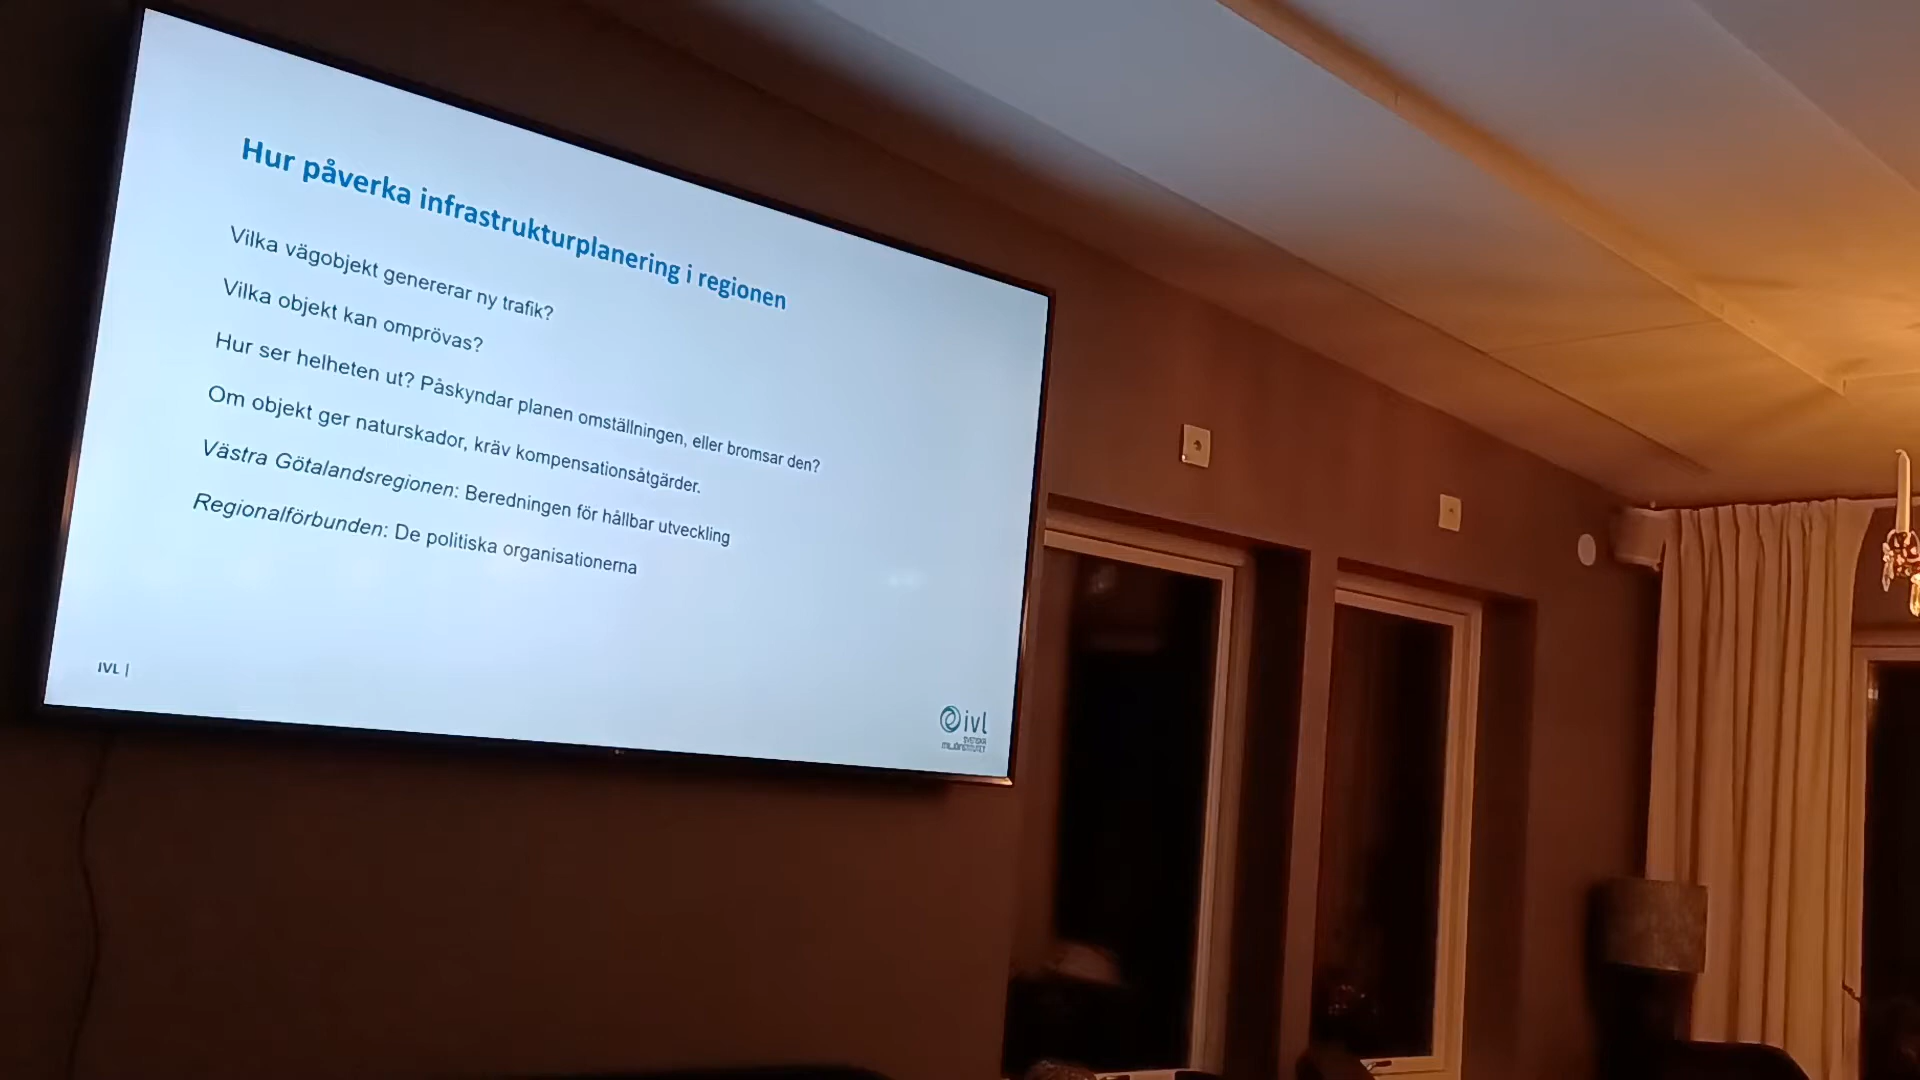 Hur påverka infrastrukturplanering i regionen
Vilka vägobjekt genererar ny trafik?
Vilka objekt kan omprövas?
Hur ser helheten ut? Påskyndar planen omställningen, eller bromsar den?
Om objekt ger naturskador, kräv kompensationsåtgärder.
Västra Götalandsregionen: Beredningen för hållbar utveckling
Regionalförbunden: De politiska organisationerna
IVL |
ivl
SVENSKA
MILJÖINSTITUTET